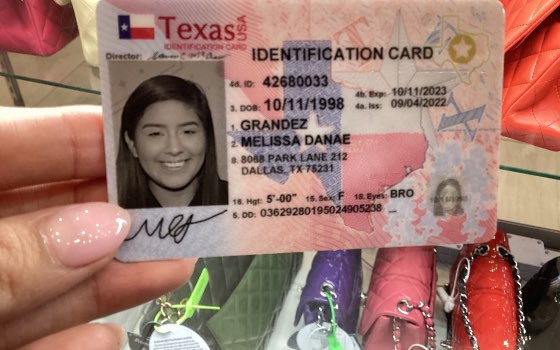 Texas USA
IDENTIFICATION CARD
Director:
IDENTIFICATION CARD
4d. ID: 42680033
4b. Exp: 10/11/2023
3. DOB: 10/11/1998
4a. Iss: 09/04/2022
1. GRANDEZ
2. MELISSA DANAE
8. 8068 PARK LANE 212
DALLAS, TX 75231
16. Hgt: 5'-00" 15. Sex: F 18. Eyes: BRO
5. DD: 03629280195024905238